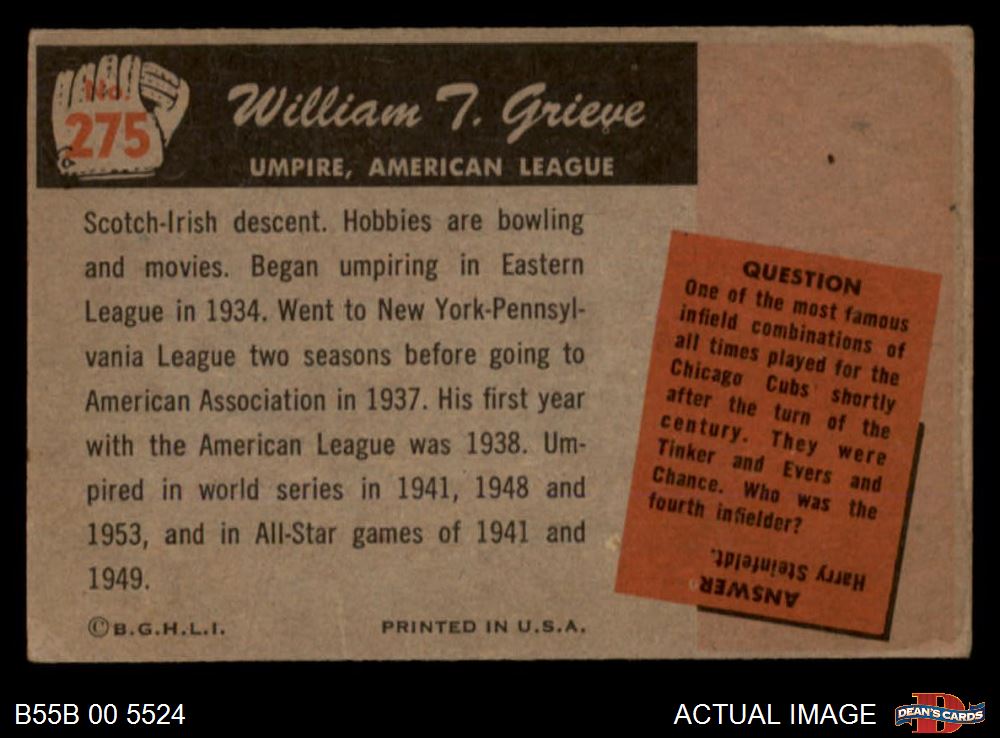 No.
275
William T. Grieve
UMPIRE, AMERICAN LEAGUE
Scotch-Irish descent. Hobbies are bowling
and movies. Began umpiring in Eastern
League in 1934. Went to New York-Pennsyl-
vania League two seasons before going to
American Association in 1937. His first year
with the American League was 1938. Um-
pired in world series in 1941, 1948 and
1953, and in All-Star games of 1941 and
1949.
©B.G.H.L.I.
PRINTED IN U.S.A.
QUESTION
One of the most famous
infield combinations of
all times played for the
Chicago Cubs shortly
after the turn of the
century. They were
Tinker and Evers and
Chance. Who was the
fourth infielder?
ANSWER
Harry Steinfeldt.
B55B 00 5524
ACTUAL IMAGE
D
DEAN'S CARDS